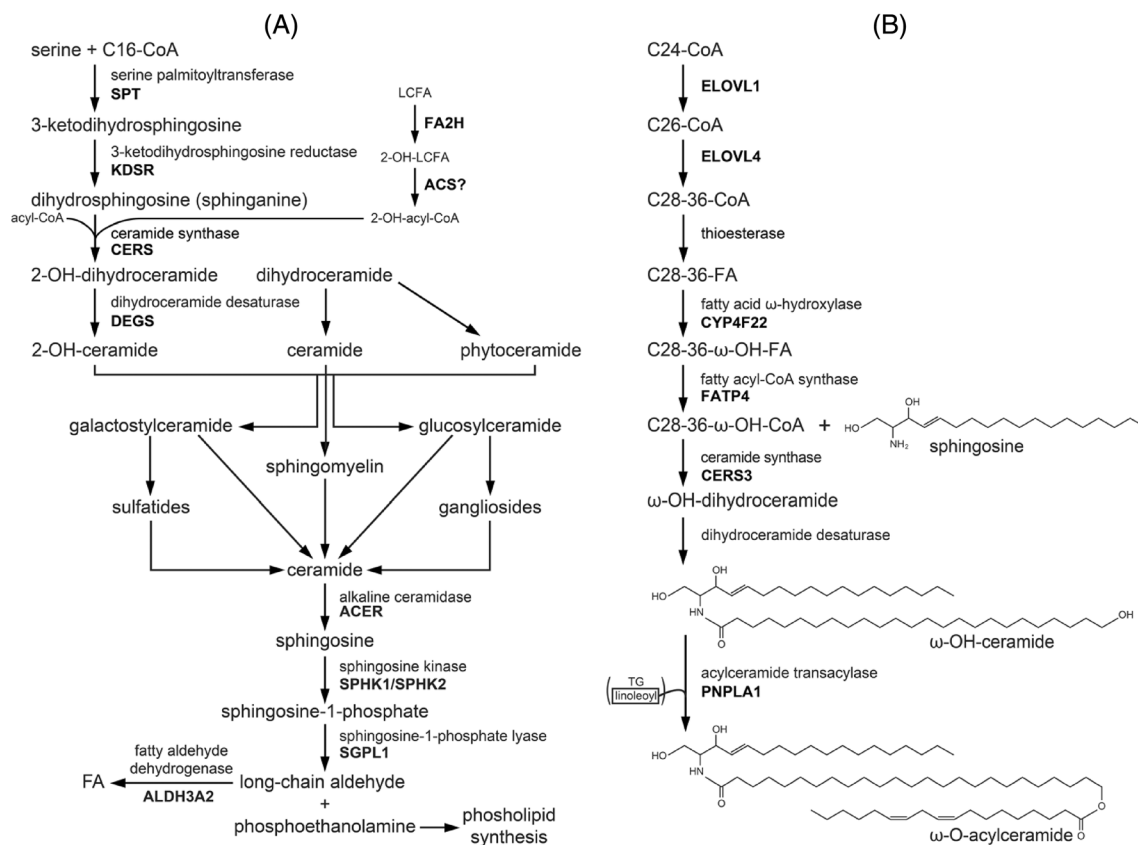 (A)
serine + C16-CoA
serine palmitoyltransferase
SPT
LCFA
FA2H
3-ketodihydrosphingosine
3-ketodihydrosphingosine reductase
KDSR
2-OH-LCFA
ACS?
dihydrosphingosine (sphinganine)
acyl-CoA
2-OH-acyl-CoA
ceramide synthase
CERS
2-OH-dihydroceramide
dihydroceramide
dihydroceramide desaturase
DEGS
2-OH-ceramide
ceramide
phytoceramide
galactostylceramide
glucosylceramide
sphingomyelin
sulfatides
gangliosides
ceramide
alkaline ceramidase
ACER
sphingosine
sphingosine kinase
SPHK1/SPHK2
sphingosine-1-phosphate
sphingosine-1-phosphate lyase
SGPL1
fatty aldehyde
dehydrogenase
FA
long-chain aldehyde
ALDH3A2
+
phosphoethanolamine
phosholipid
synthesis
(B)
C24-CoA
ELOVL1
C26-CoA
ELOVL4
C28-36-CoA
thioesterase
C28-36-FA
fatty acid ω-hydroxylase
CYP4F22
C28-36-ω-OH-FA
fatty acyl-CoA synthase
FATP4
C28-36-ω-OH-CoA
+
OH
HO
NH₂
sphingosine
ceramide synthase
CERS3
ω-OH-dihydroceramide
dihydroceramide desaturase
OH
HO
HN
O
OH
ω-OH-ceramide
acylceramide transacylase
PNPLA1
TG
linoleoyl
OH
HO
HN
O
O
O
ω-O-acylceramide